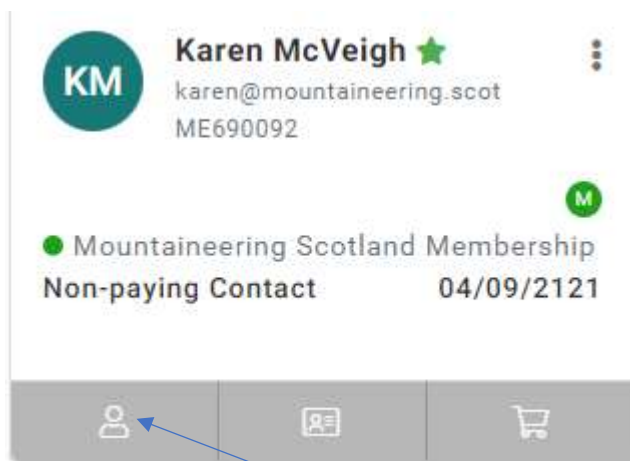 KM
Karen McVeigh
karen@mountaineering.scot
ME690092
M
Mountaineering Scotland Membership
Non-paying Contact 04/09/2121